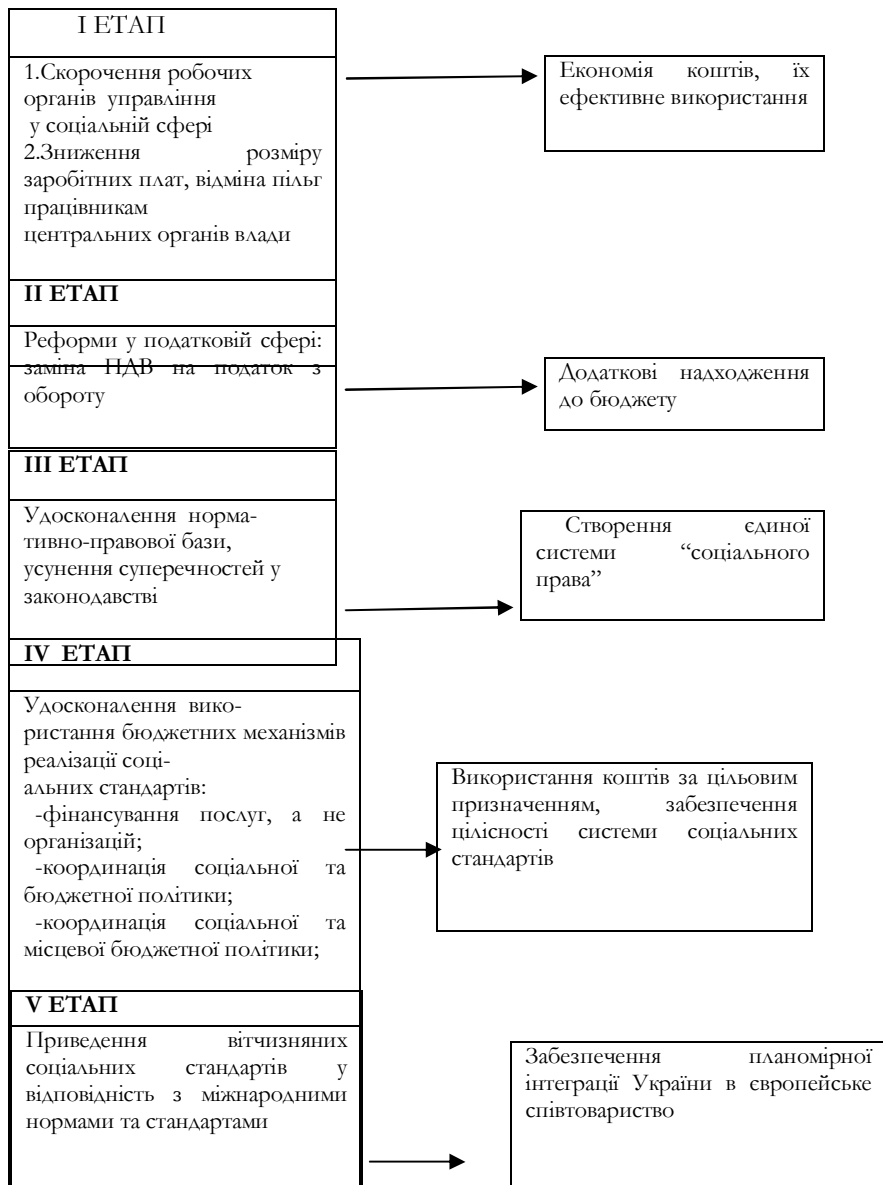 I ЕТАП
1.Скорочення робочих
органів управління
у соціальній сфері
2.Зниження розміру
заробітних плат, відміна пільг
працівникам
центральних органів влади
Економія коштів, їх
ефективне використання
II ЕТАП
Реформи у податковій сфері:
заміна ПДВ на податок з
обороту
Додаткові надходження
до бюджету
III ЕТАП
Удосконалення норма-
тивно-правової бази,
усунення суперечностей у
законодавстві
Створення єдиної
системи “соціального
права”
IV ЕТАП
Удосконалення вико-
ристання бюджетних механізмів
реалізації соці-
альних стандартів:
-фінансування послуг, а не
організацій;
-координація соціальної та
бюджетної політики;
-координація соціальної та
місцевої бюджетної політики;
Використання коштів за цільовим
призначенням, забезпечення
цілісності системи соціальних
стандартів
V ЕТАП
Приведення вітчизняних
соціальних стандартів у
відповідність з міжнародними
нормами та стандартами
Забезпечення планомірної
інтеграції України в європейське
співтовариство